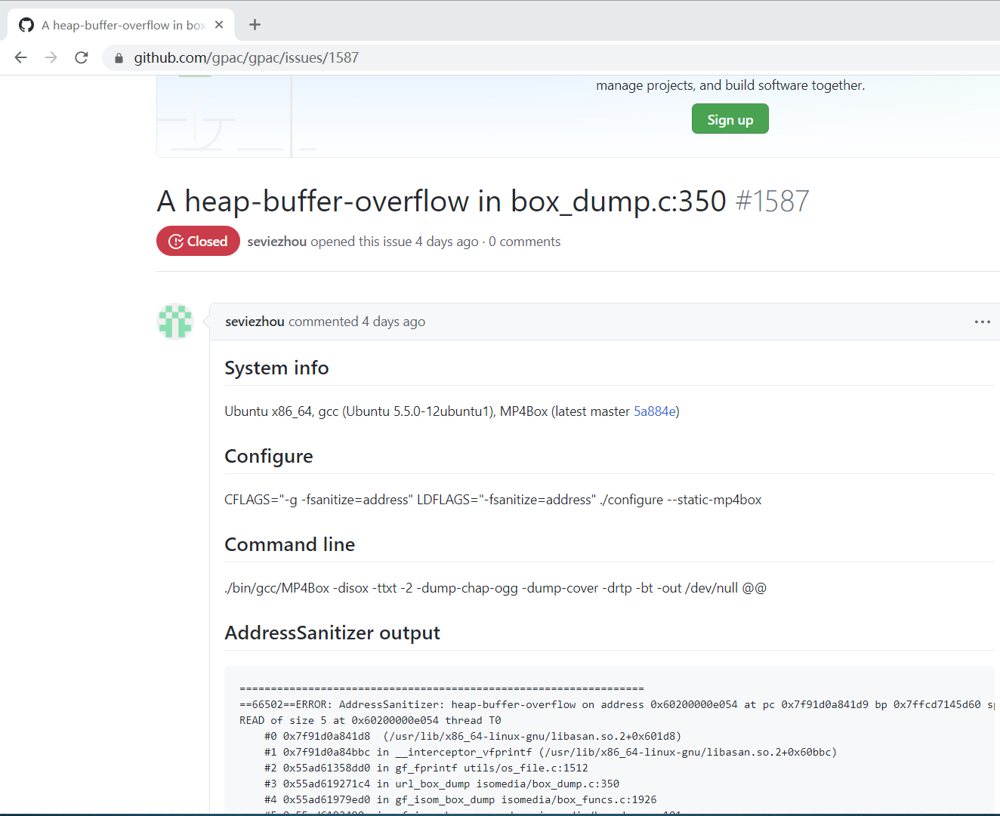 A heap-buffer-overflow in box
github.com/gpac/gpac/issues/1587
manage projects, and build software together.
Sign up
A heap-buffer-overflow in box_dump.c:350 #1587
Closed seviezhou opened this issue 4 days ago · 0 comments
seviezhou commented 4 days ago
System info
Ubuntu x86_64, gcc (Ubuntu 5.5.0-12ubuntu1), MP4Box (latest master 5a884e)
Configure
CFLAGS="-g -fsanitize=address" LDFLAGS="-fsanitize=address" ./configure --static-mp4box
Command line
./bin/gcc/MP4Box -disox -ttxt -2 -dump-chap-ogg -dump-cover -drtp -bt -out /dev/null @@
AddressSanitizer output
=================================================================
==66502==ERROR: AddressSanitizer: heap-buffer-overflow on address 0x60200000e054 at pc 0x7f91d0a841d9 bp 0x7ffcd7145d60 sp
READ of size 5 at 0x60200000e054 thread T0
#0 0x7f91d0a841d8  (/usr/lib/x86_64-linux-gnu/libasan.so.2+0x601d8)
#1 0x7f91d0a84bbc in __interceptor_vfprintf (/usr/lib/x86_64-linux-gnu/libasan.so.2+0x60bbc)
#2 0x55ad61358dd0 in gf_fprintf utils/os_file.c:1512
#3 0x55ad619271c4 in url_box_dump isomedia/box_dump.c:350
#4 0x55ad61979ed0 in gf_isom_box_dump isomedia/box_funcs.c:1926